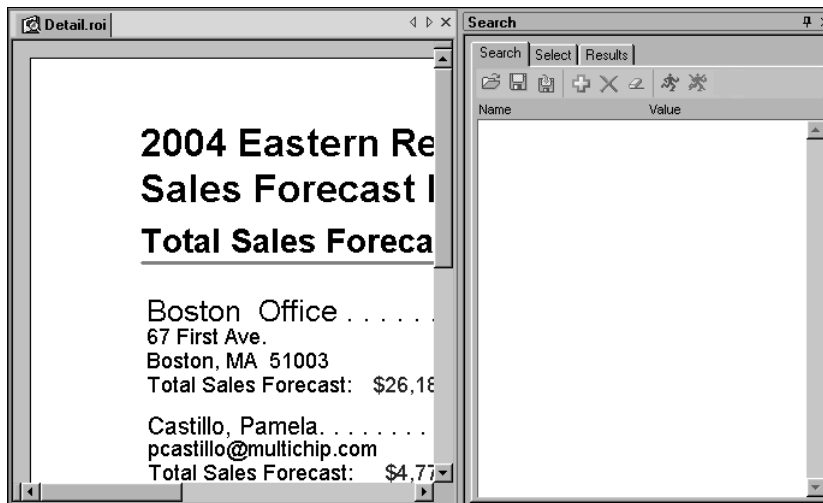 Detail.roi
2004 Eastern Re
Sales Forecast
Total Sales Foreca
Boston Office . . . . . .
67 First Ave.
Boston, MA 51003
Total Sales Forecast: $26,18
Castillo, Pamela. . . . . . . .
pcastillo@multichip.com
Total Sales Forecast: $4,77
Search
Search Select Results
Name Value